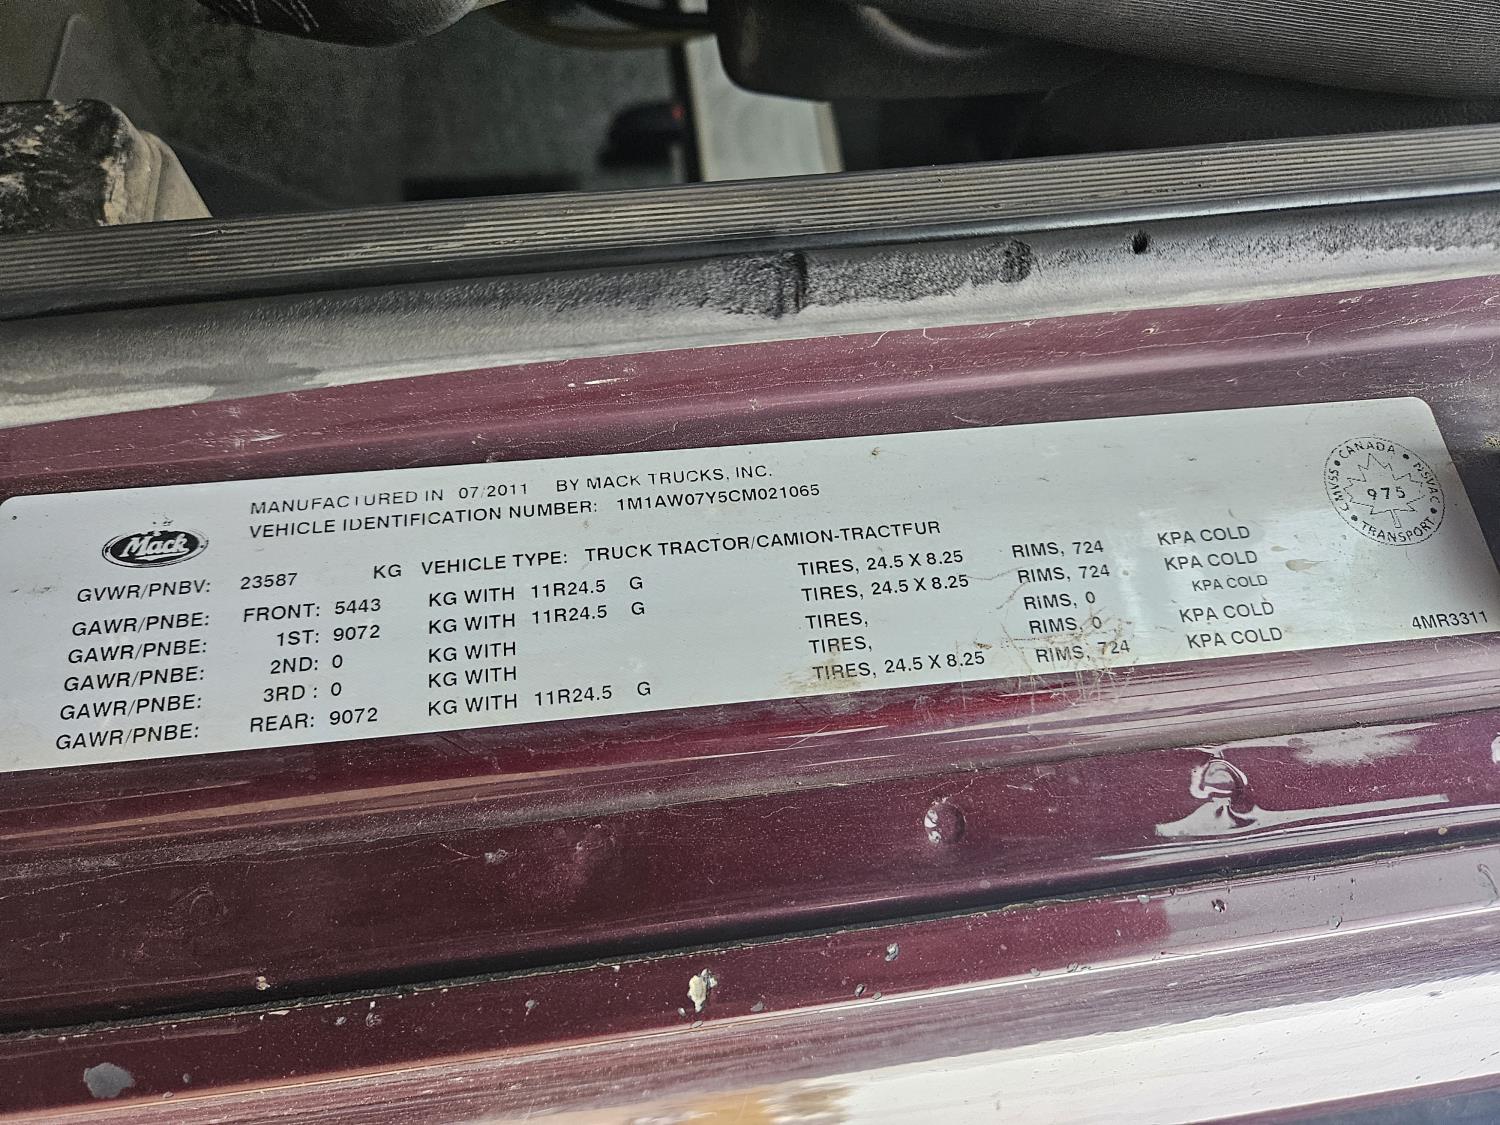 MANUFACTURED IN 07/2011 BY MACK TRUCKS, INC.
VEHICLE IDENTIFICATION NUMBER: 1M1AW07Y5CM021065
Mack
GVWR/PNBV: 23587 KG VEHICLE TYPE: TRUCK TRACTOR/CAMION-TRACTFUR
GAWR/PNBE: FRONT: 5443 KG WITH 11R24.5 G TIRES, 24.5 X 8.25 RIMS, 724 KPA COLD
GAWR/PNBE: 1ST: 9072 KG WITH 11R24.5 G TIRES, 24.5 X 8.25 RIMS, 724 KPA COLD
GAWR/PNBE: 2ND: 0 KG WITH TIRES, RIMS, 0 KPA COLD
GAWR/PNBE: 3RD : 0 KG WITH TIRES, RIMS, 0 KPA COLD
GAWR/PNBE: REAR: 9072 KG WITH 11R24.5 G TIRES, 24.5 X 8.25 RIMS, 724 KPA COLD
CANADA
CMVSS NSVAC
975
TRANSPORT
4MR3311